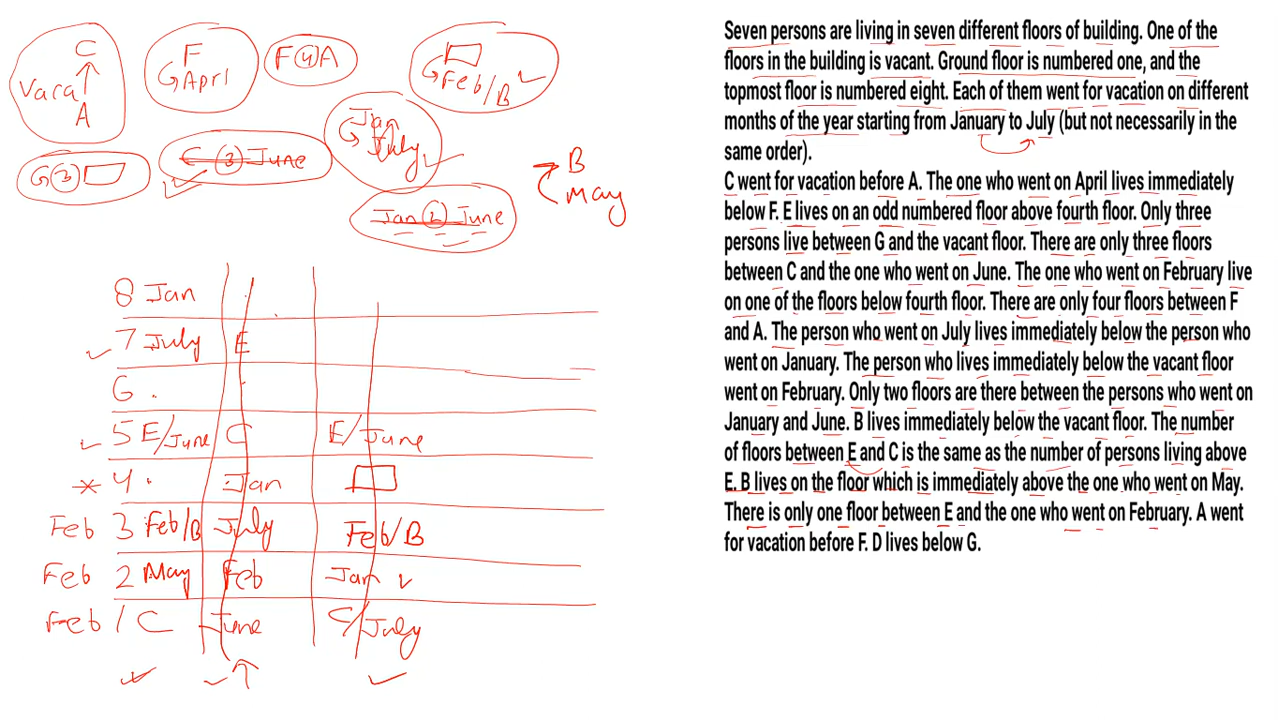 C
Vaca
A
F
April
F 4 A
Feb/B
Jan
July
G 3
C 3 June
Jan 2 June
B
May
8 Jan
7 July E
6
5 E/June C E/June
4 Jan
Feb 3 Feb/B July Feb/B
Feb 2 May Feb Jan
Feb 1 C June C/July
Seven persons are living in seven different floors of building. One of the
floors in the building is vacant. Ground floor is numbered one, and the
topmost floor is numbered eight. Each of them went for vacation on different
months of the year starting from January to July (but not necessarily in the
same order).
C went for vacation before A. The one who went on April lives immediately
below F. E lives on an odd numbered floor above fourth floor. Only three
persons live between G and the vacant floor. There are only three floors
between C and the one who went on June. The one who went on February live
on one of the floors below fourth floor. There are only four floors between F
and A. The person who went on July lives immediately below the person who
went on January. The person who lives immediately below the vacant floor
went on February. Only two floors are there between the persons who went on
January and June. B lives immediately below the vacant floor. The number
of floors between E and C is the same as the number of persons living above
E. B lives on the floor which is immediately above the one who went on May.
There is only one floor between E and the one who went on February. A went
for vacation before F. D lives below G.